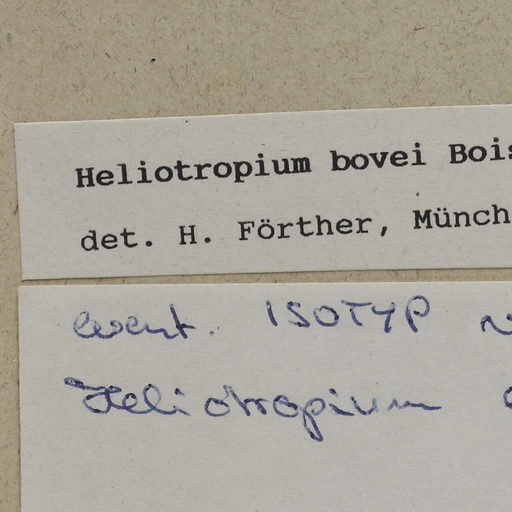 Heliotropium bovei Bois
det. H. Förther, Münch
event. ISOTYP
Heliotropium